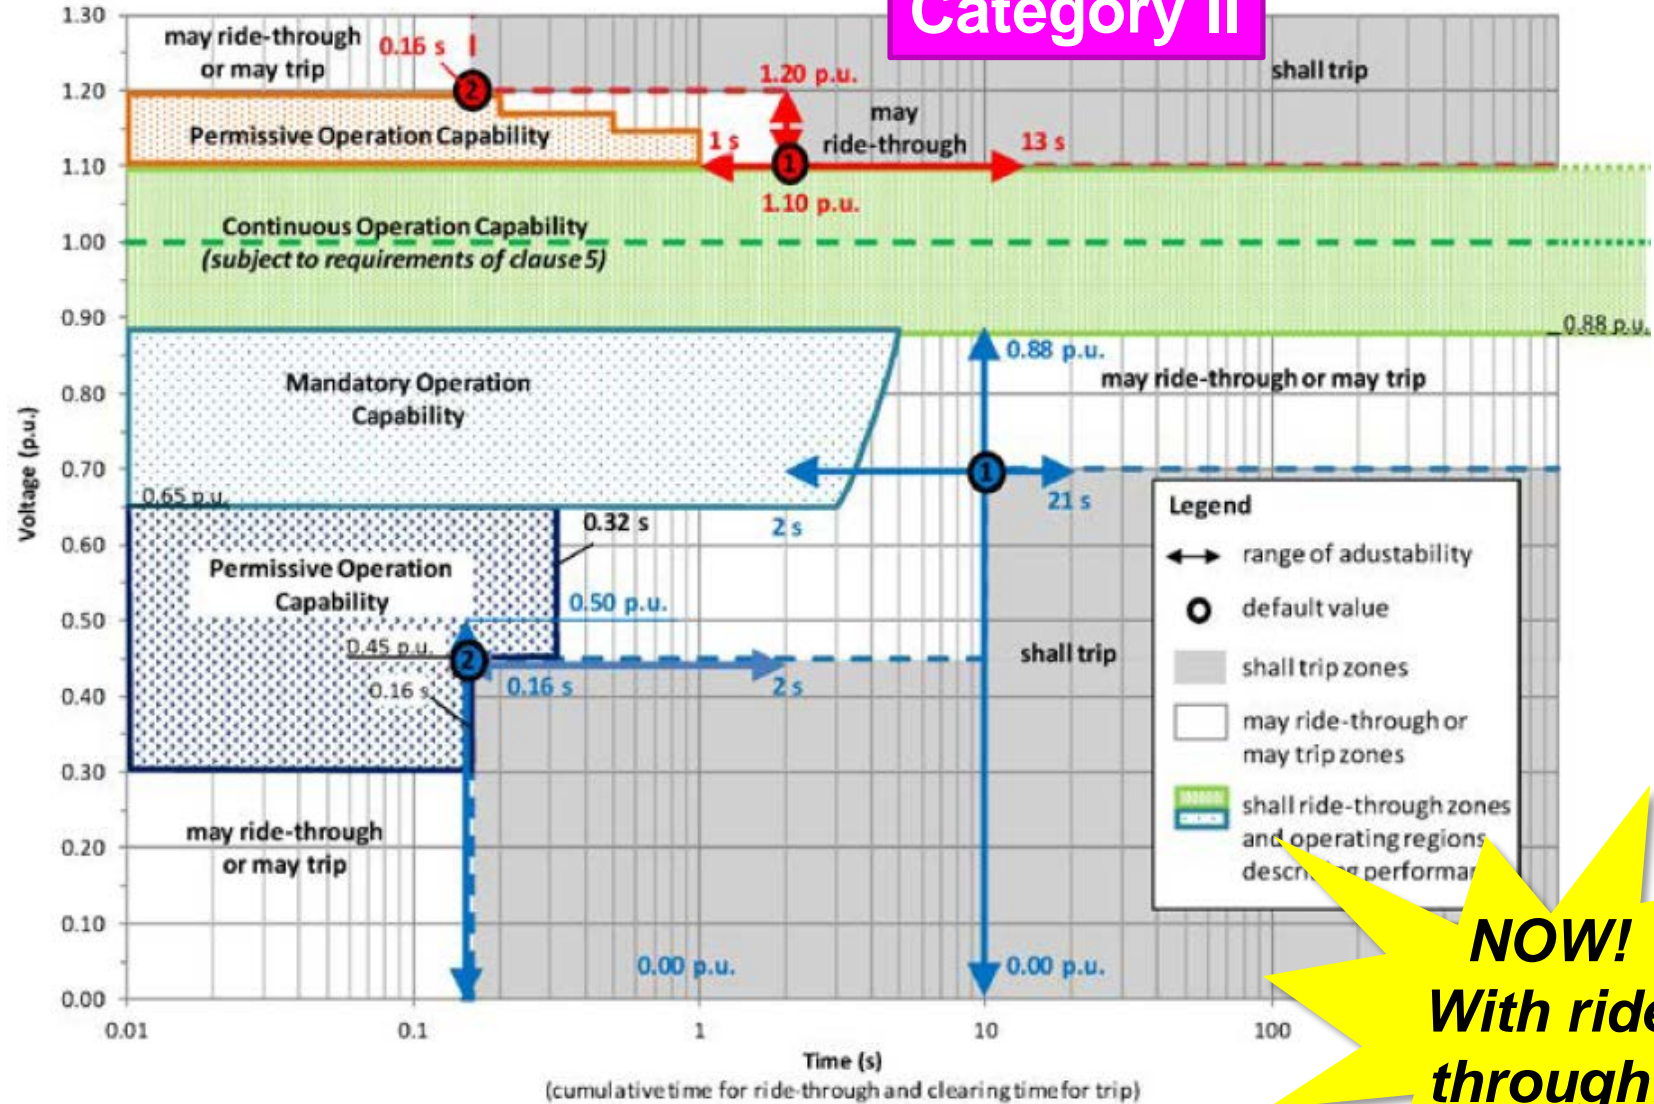 Category II
1.30
may ride-through
or may trip
0.16 s
2
1.20 p.u.
shall trip
1.20
Permissive Operation Capability
may
ride-through
1 s
13 s
1
1.10
1.10 p.u.
Continuous Operation Capability
1.00
(subject to requirements of clause 5)
0.90
0.88 p.u.
0.88 p.u.
Mandatory Operation
Capability
may ride-through or may trip
0.80
0.70
1
21 s
0.65 p.u.
2 s
0.32 s
0.60
Permissive Operation
Capability
0.50 p.u.
0.50
0.45 p.u.
2
shall trip
0.16 s
0.16 s
2 s
0.40
0.30
may ride-through
or may trip
0.20
0.10
0.00 p.u.
0.00 p.u.
0.00
Voltage (p.u.)
0.01
0.1
1
10
100
Time (s)
(cumulative time for ride-through and clearing time for trip)
Legend
range of adustability
default value
shall trip zones
may ride-through or
may trip zones
shall ride-through zones
and operating regions
NOW!
With ride
through